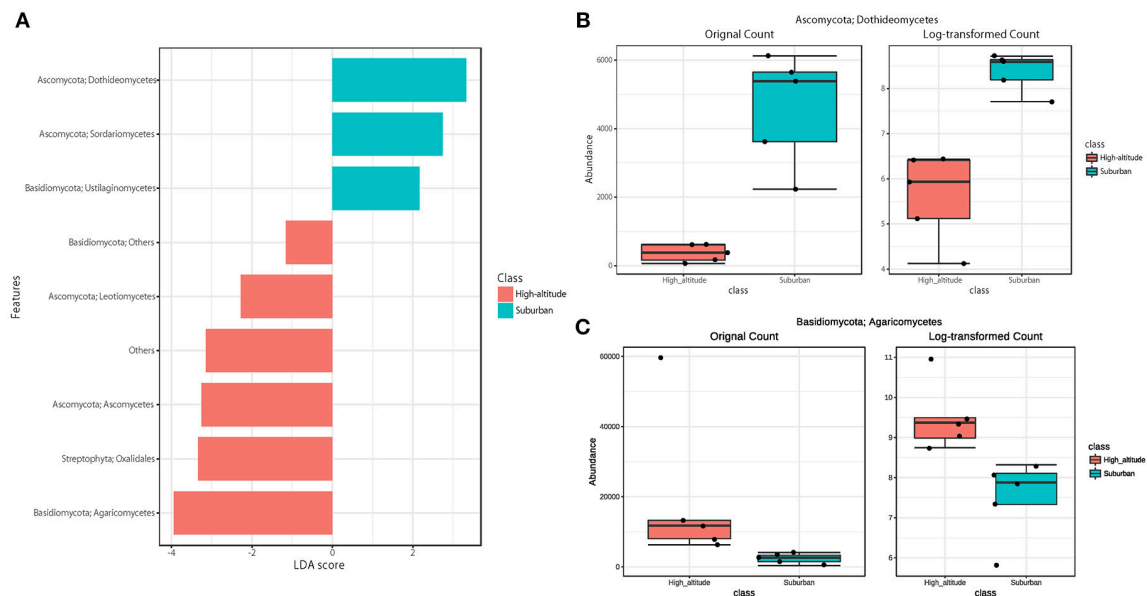 A
Features
Ascomycota; Dothideomycetes
Ascomycota; Sordariomycetes
Basidiomycota; Ustilaginomycetes
Basidiomycota; Others
Ascomycota; Leotiomycetes
Others
Ascomycota; Ascomycetes
Streptophyta; Oxalidales
Basidiomycota; Agaricomycetes
-4 -2 0 2
LDA score
Class
High-altitude
Suburban
B
Ascomycota; Dothideomycetes
Orignal Count
Log-transformed Count
Abundance
6000
4000
2000
0
High_altitude Suburban
class
8
7
6
5
4
High_altitude Suburban
class
class
High-altitude
Suburban
C
Basidiomycota; Agaricomycetes
Orignal Count
Log-transformed Count
Abundance
60000
40000
20000
0
High_altitude Suburban
class
11
10
9
8
7
6
High_altitude Suburban
class
class
High_altitude
Suburban